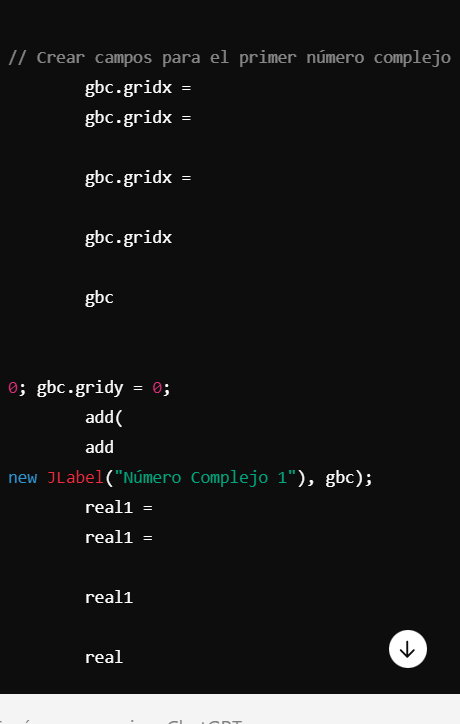 // Crear campos para el primer número complejo
gbc.gridx =
gbc.gridx =
gbc.gridx =
gbc.gridx
gbc
0; gbc.gridy = 0;
add(
add
new JLabel("Número Complejo 1"), gbc);
real1 =
real1 =
real1
real
ChatGPT